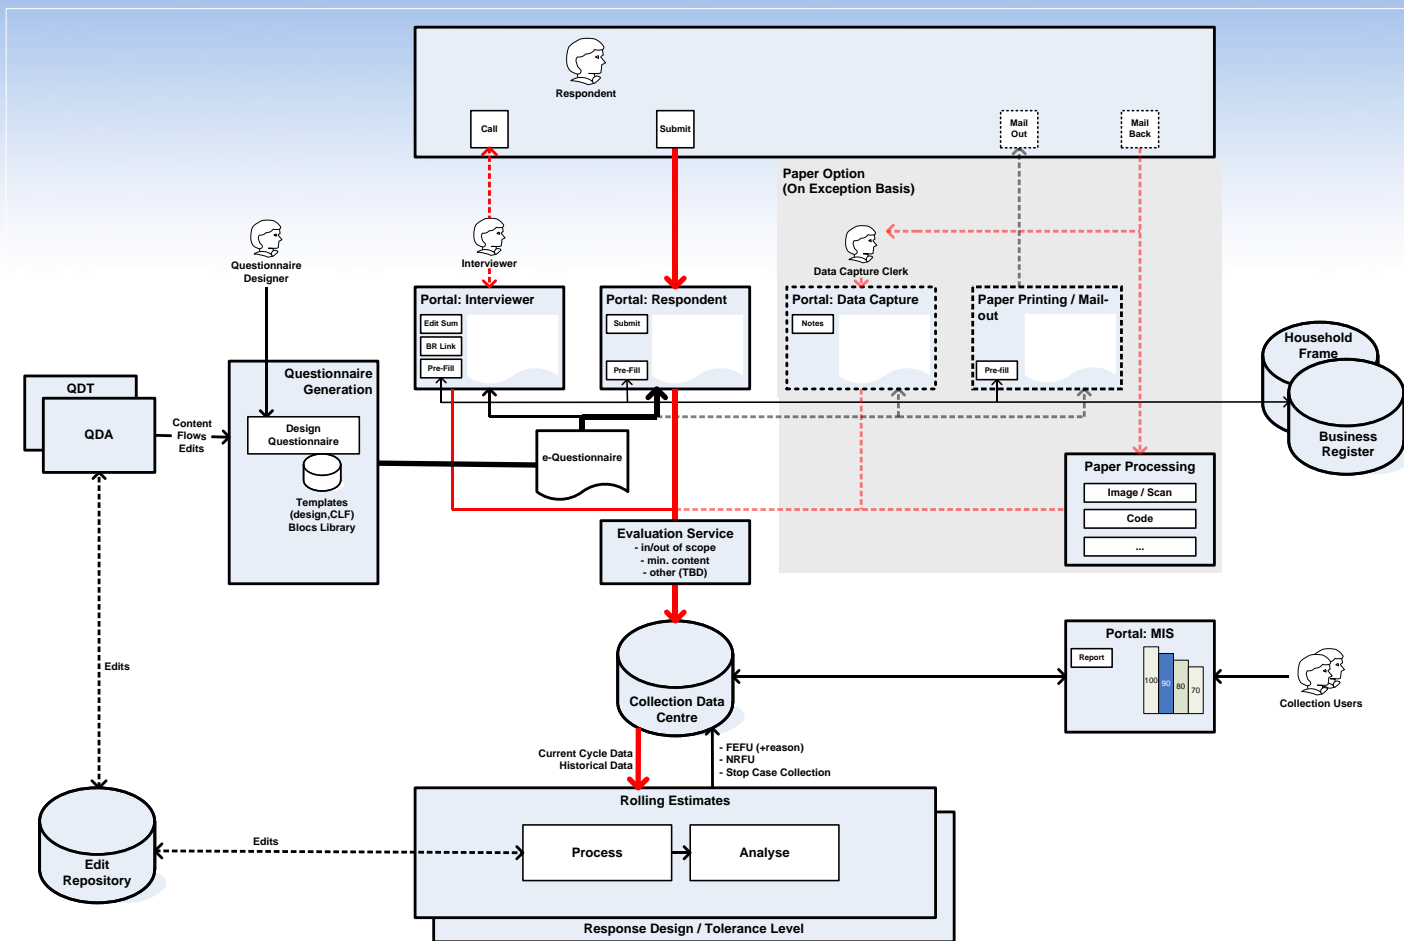 Respondent
Call
Submit
Mail
Out
Mail
Back
Paper Option
(On Exception Basis)
Questionnaire
Designer
Interviewer
Data Capture Clerk
Portal: Interviewer
Edit Sum
BR Link
Pre-Fill
Portal: Respondent
Submit
Pre-Fill
Portal: Data Capture
Notes
Paper Printing / Mail-
out
Pre-fill
Household
Frame
Business
Register
QDT
QDA
Content
Flows
Edits
Questionnaire
Generation
Design
Questionnaire
Templates
(design,CLF)
Blocs Library
e-Questionnaire
Paper Processing
Image / Scan
Code
...
Evaluation Service
- in/out of scope
- min. content
- other (TBD)
Edits
Collection Data
Centre
Portal: MIS
Report
100
90
80
70
Collection Users
Current Cycle Data
Historical Data
- FEFU (+reason)
- NRFU
- Stop Case Collection
Rolling Estimates
Edits
Process
Analyse
Edit
Repository
Response Design / Tolerance Level